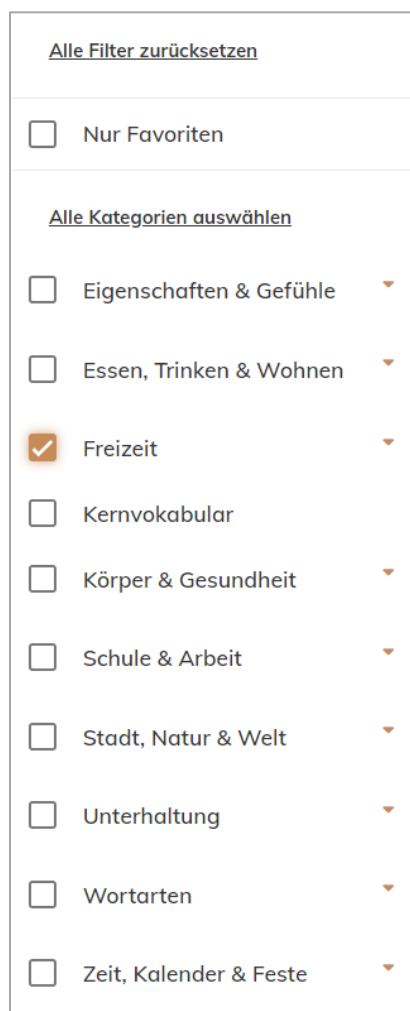 Alle Filter zurücksetzen
Nur Favoriten
Alle Kategorien auswählen
Eigenschaften & Gefühle
Essen, Trinken & Wohnen
Freizeit
Kernvokabular
Körper & Gesundheit
Schule & Arbeit
Stadt, Natur & Welt
Unterhaltung
Wortarten
Zeit, Kalender & Feste